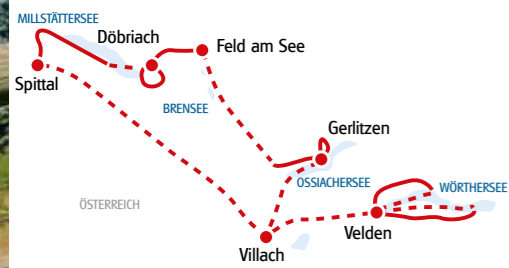 MILLSTÄTTERSEE
Döbriach
Feld am See
Spittal
BRENSEE
Gerlitzen
OSSIACHERSEE
WÖRTHERSEE
ÖSTERREICH
Velden
Villach